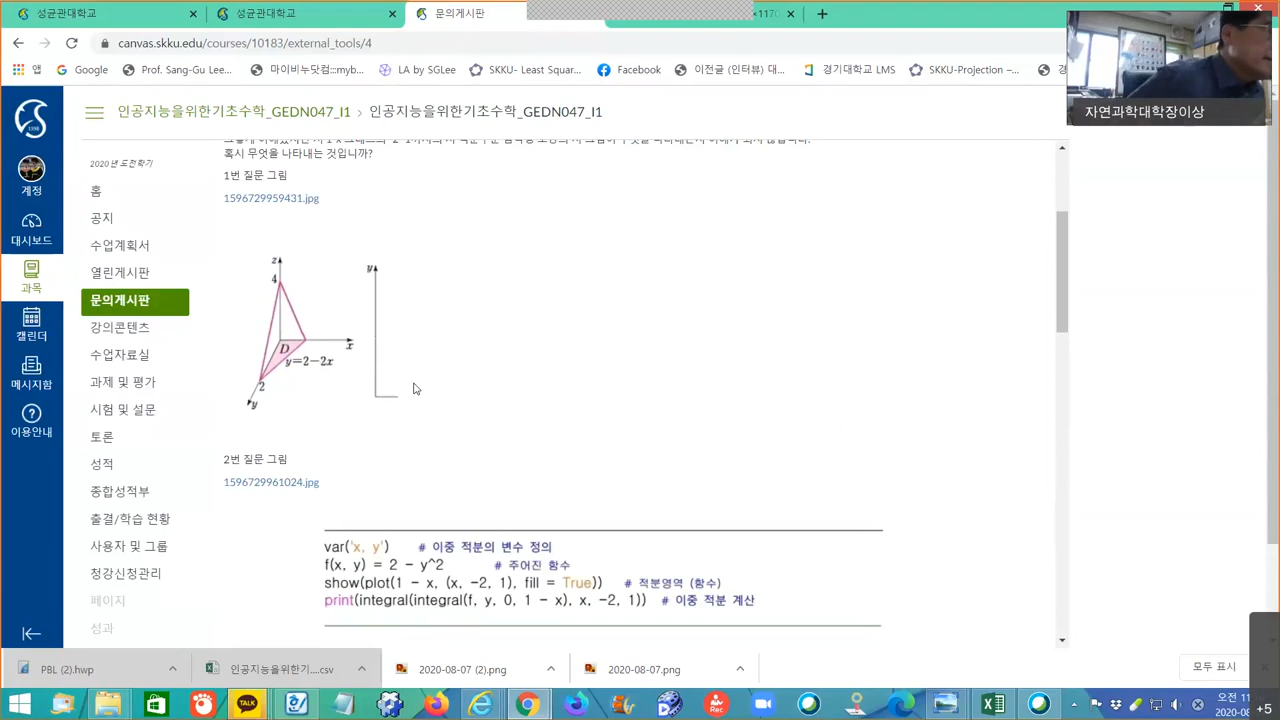 성균관대학교
성균관대학교
문의게시판
×1170
canvas.skku.edu/courses/10183/external_tools/4
앱
Google
Prof. Sang-Gu Lee...
마이비누닷컴:::myb...
LA by SGLee
SKKU- Least Squar...
Facebook
이전글 (인터뷰) 대...
경기대학교 LMS
SKKU-Projection –...
자연과학대학장이상
인공지능을위한기초수학_GEDN047_I1 › 인공지능을위한기초수학_GEDN047_I1
계정
대시보드
과목
캘린더
메시지함
이용안내
2020년 도전학기
홈
공지
수업계획서
열린게시판
문의게시판
강의콘텐츠
수업자료실
과제 및 평가
시험 및 설문
토론
성적
종합성적부
출결/학습 현황
사용자 및 그룹
청강신청관리
페이지
성과
혹시 무엇을 나타내는 것입니까?
1번 질문 그림
1596729959431.jpg
z
4
D
x
y=2−2x
2
y
y
2번 질문 그림
1596729961024.jpg
var('x, y') # 이중 적분의 변수 정의
f(x, y) = 2 - y^2 # 주어진 함수
show(plot(1 - x, (x, -2, 1), fill = True)) # 적분영역 (함수)
print(integral(integral(f, y, 0, 1 - x), x, -2, 1)) # 이중 적분 계산
PBL (2).hwp
인공지능을위한기....csv
2020-08-07 (2).png
2020-08-07.png
모두 표시
TALK
Rec
오전 11
2020-08
+5